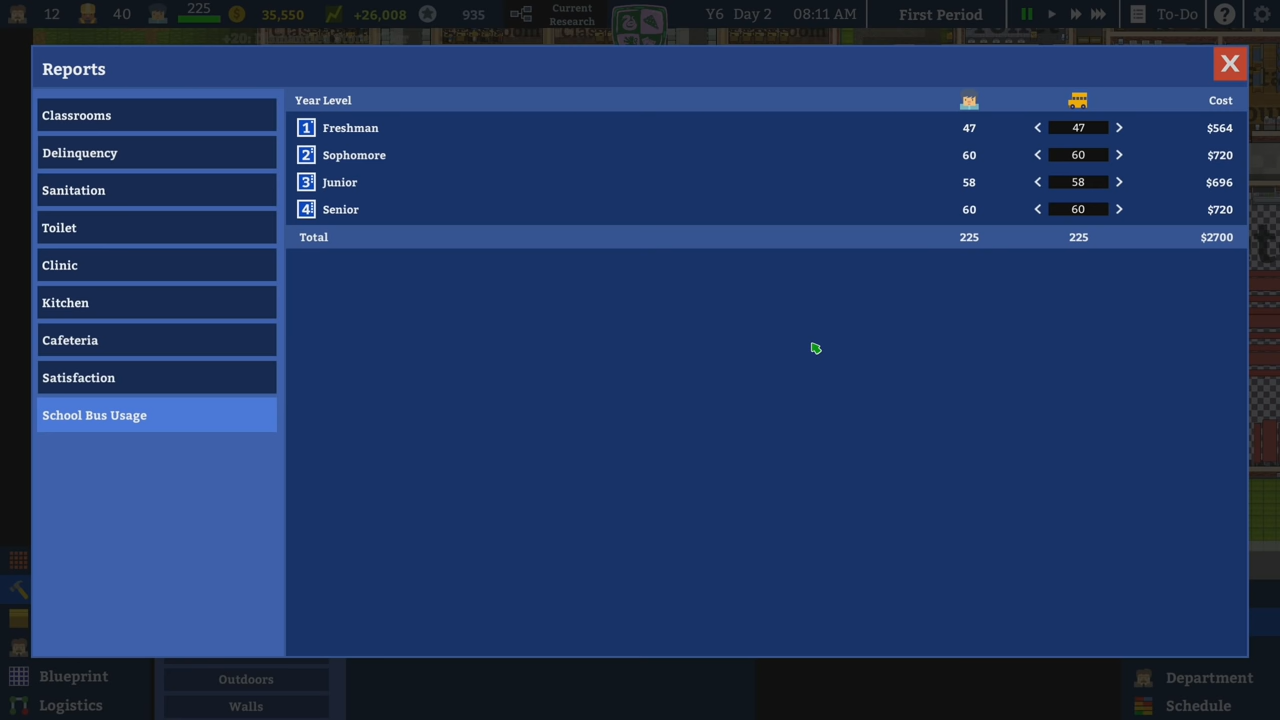 12 40 225 35,550 +26,008 935 Current Research Y6 Day 2 08:11 AM First Period To-Do
Reports X
Classrooms
Delinquency
Sanitation
Toilet
Clinic
Kitchen
Cafeteria
Satisfaction
School Bus Usage
Year Level Cost
1 Freshman 47 < 47 > $564
2 Sophomore 60 < 60 > $720
3 Junior 58 < 58 > $696
4 Senior 60 < 60 > $720
Total 225 225 $2700
Blueprint Outdoors Department
Logistics Walls Schedule